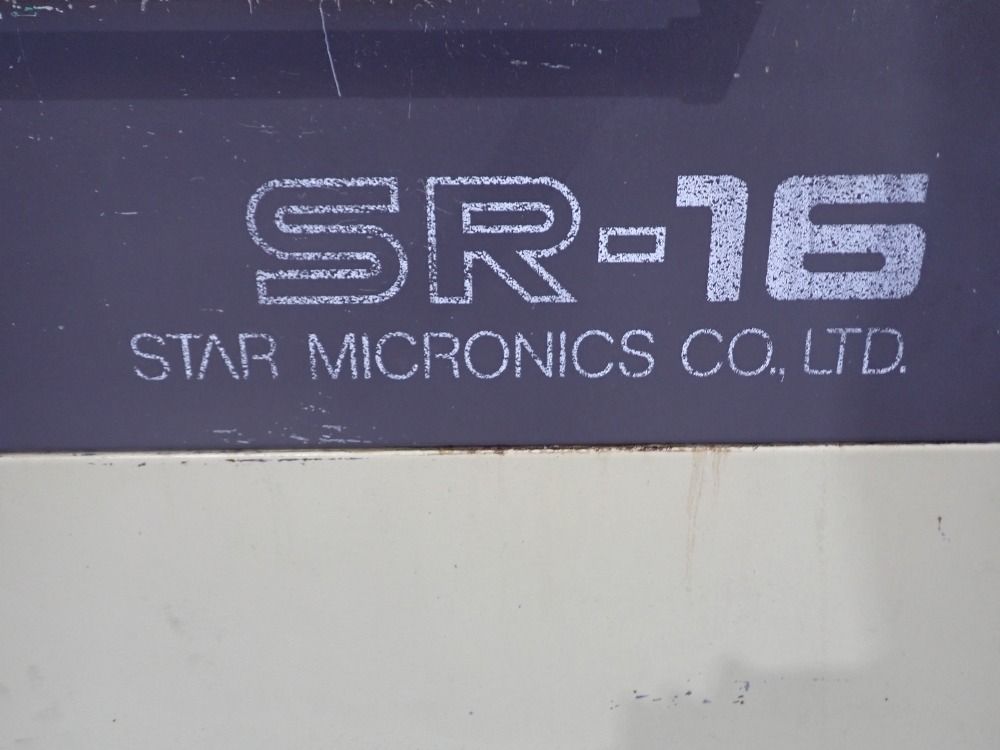 SR-16
STAR MICRONICS CO., LTD.